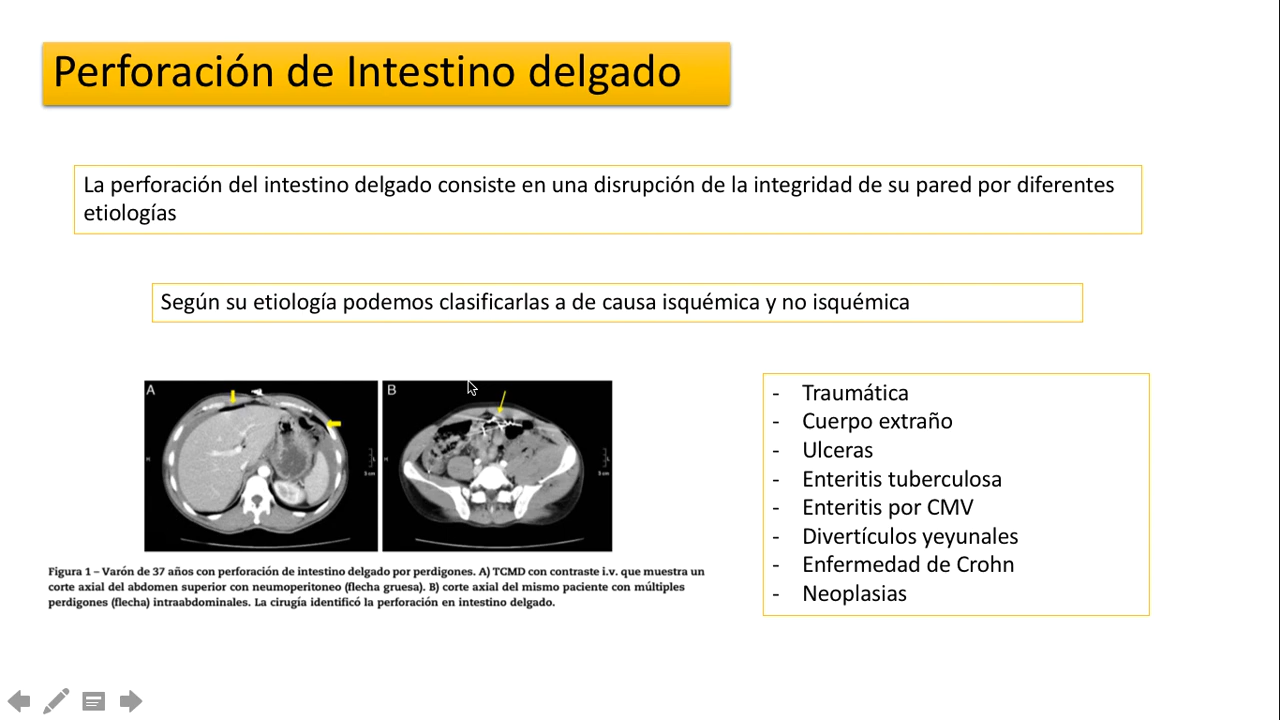 Perforación de Intestino delgado
La perforación del intestino delgado consiste en una disrupción de la integridad de su pared por diferentes
etiologías
Según su etiología podemos clasificarlas a de causa isquémica y no isquémica
A
B
- Traumática
- Cuerpo extraño
- Ulceras
- Enteritis tuberculosa
- Enteritis por CMV
- Divertículos yeyunales
- Enfermedad de Crohn
- Neoplasias
Figura 1 – Varón de 37 años con perforación de intestino delgado por perdigones. A) TCMD con contraste i.v. que muestra un
corte axial del abdomen superior con neumoperitoneo (flecha gruesa). B) corte axial del mismo paciente con múltiples
perdigones (flecha) intraabdominales. La cirugía identificó la perforación en intestino delgado.